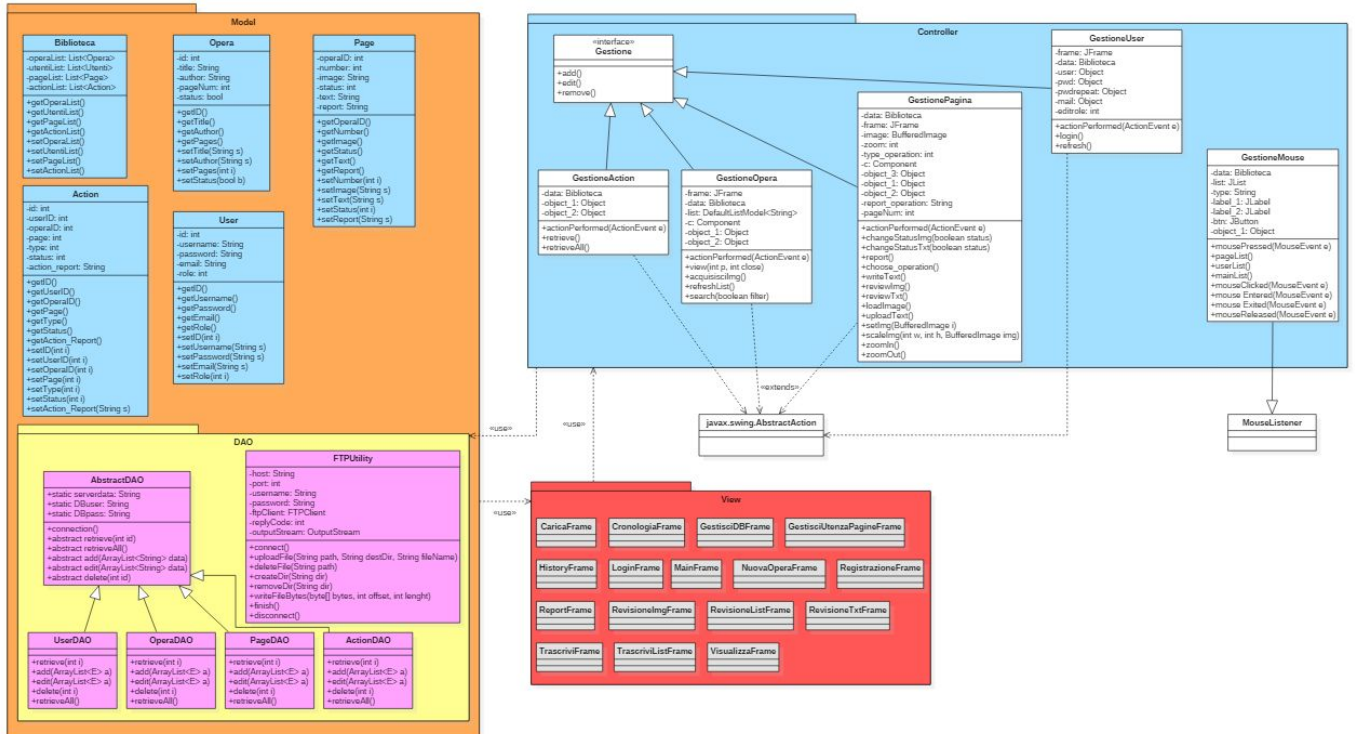 Model
Biblioteca
-operaList: List<Opera>
-utentiList: List<Utenti>
-pageList: List<Page>
-actionList: List<Action>
+getOperaList()
+getUtentiList()
+getPageList()
+getActionList()
+setOperaList()
+setUtentiList()
+setPageList()
+setActionList()
Opera
-id: int
-title: String
-author: String
-pageNum: int
-status: bool
+getID()
+getTitle()
+getAuthor()
+getPages()
+setTitle(String s)
+setAuthor(String s)
+setPages(int i)
+setStatus(bool b)
Page
-operaID: int
-number: int
-image: String
-status: int
-text: String
-report: String
+getOperaID()
+getNumber()
+getImage()
+getStatus()
+getText()
+getReport()
+setNumber(int i)
+setImage(String s)
+setText(String s)
+setStatus(int i)
+setReport(String s)
Action
-id: int
-userID: int
-operaID: int
-page: int
-type: int
-status: int
-action_report: String
+getID()
+getUserID()
+getOperaID()
+getPage()
+getType()
+getStatus()
+getAction_Report()
+setID(int i)
+setUserID(int i)
+setOperaID(int i)
+setPage(int i)
+setType(int i)
+setStatus(int i)
+setAction_Report(String s)
User
-id: int
-username: String
-password: String
-email: String
-role: int
+getID()
+getUsername()
+getPassword()
+getEmail()
+getRole()
+setID(int i)
+setUsername(String s)
+setPassword(String s)
+setEmail(String s)
+setRole(int i)
DAO
AbstractDAO
+static serverdata: String
+static DBuser: String
+static DBpass: String
+connection()
+abstract retrieve(int id)
+abstract retrieveAll()
+abstract add(ArrayList<String> data)
+abstract edit(ArrayList<String> data)
+abstract delete(int id)
FTPUtility
-host: String
-port: int
-username: String
-password: String
-ftpClient: FTPClient
-replyCode: int
-outputStream: OutputStream
+connect()
+uploadFile(String path, String destDir, String fileName)
+deleteFile(String path)
+createDir(String dir)
+removeDir(String dir)
+writeFileBytes(byte[] bytes, int offset, int lenght)
+finish()
+disconnect()
UserDAO
+retrieve(int i)
+add(ArrayList<E> a)
+edit(ArrayList<E> a)
+delete(int i)
+retrieveAll()
OperaDAO
+retrieve(int i)
+add(ArrayList<E> a)
+edit(ArrayList<E> a)
+delete(int i)
+retrieveAll()
PageDAO
+retrieve(int i)
+add(ArrayList<E> a)
+edit(ArrayList<E> a)
+delete(int i)
+retrieveAll()
ActionDAO
+retrieve(int i)
+add(ArrayList<E> a)
+edit(ArrayList<E> a)
+delete(int i)
+retrieveAll()
Controller
«interface»
Gestione
+add()
+edit()
+remove()
GestioneUser
-frame: JFrame
-data: Biblioteca
-user: Object
-pwd: Object
-pwdrepeat: Object
-mail: Object
-editrole: int
+actionPerformed(ActionEvent e)
+login()
+refresh()
GestionePagina
-data: Biblioteca
-frame: JFrame
-image: BufferedImage
-zoom: int
-type_operation: int
-c: Component
-object_3: Object
-object_1: Object
-object_2: Object
-report_operation: String
-pageNum: int
+actionPerformed(ActionEvent e)
+changeStatusImg(boolean status)
+changeStatusTxt(boolean status)
+report()
+choose_operation()
+writeText()
+reviewImg()
+reviewTxt()
+loadImage()
+uploadText()
+setImg(BufferedImage i)
+scaleImg(int w, int h, BufferedImage img)
+zoomIn()
+zoomOut()
GestioneMouse
-data: Biblioteca
-list: JList
-type: String
-label_1: JLabel
-label_2: JLabel
-btn: JButton
-object_1: Object
+mousePressed(MouseEvent e)
+pageList()
+userList()
+mainList()
+mouseClicked(MouseEvent e)
+mouse Entered(MouseEvent e)
+mouse Exited(MouseEvent e)
+mouseReleased(MouseEvent e)
GestioneAction
-data: Biblioteca
-object_1: Object
-object_2: Object
+actionPerformed(ActionEvent e)
+retrieve()
+retrieveAll()
GestioneOpera
-frame: JFrame
-data: Biblioteca
-list: DefaultListModel<String>
-c: Component
-object_1: Object
-object_2: Object
+actionPerformed(ActionEvent e)
+view(int p, int close)
+acquisisciImg()
+refreshList()
+search(boolean filter)
«extends»
javax.swing.AbstractAction
MouseListener
«use»
«use»
«use»
View
CaricaFrame
CronologiaFrame
GestisciDBFrame
GestisciUtenzaPagineFrame
HistoryFrame
LoginFrame
MainFrame
NuovaOperaFrame
RegistrazioneFrame
ReportFrame
RevisioneImgFrame
RevisioneListFrame
RevisioneTxtFrame
TrascriviFrame
TrascriviListFrame
VisualizzaFrame